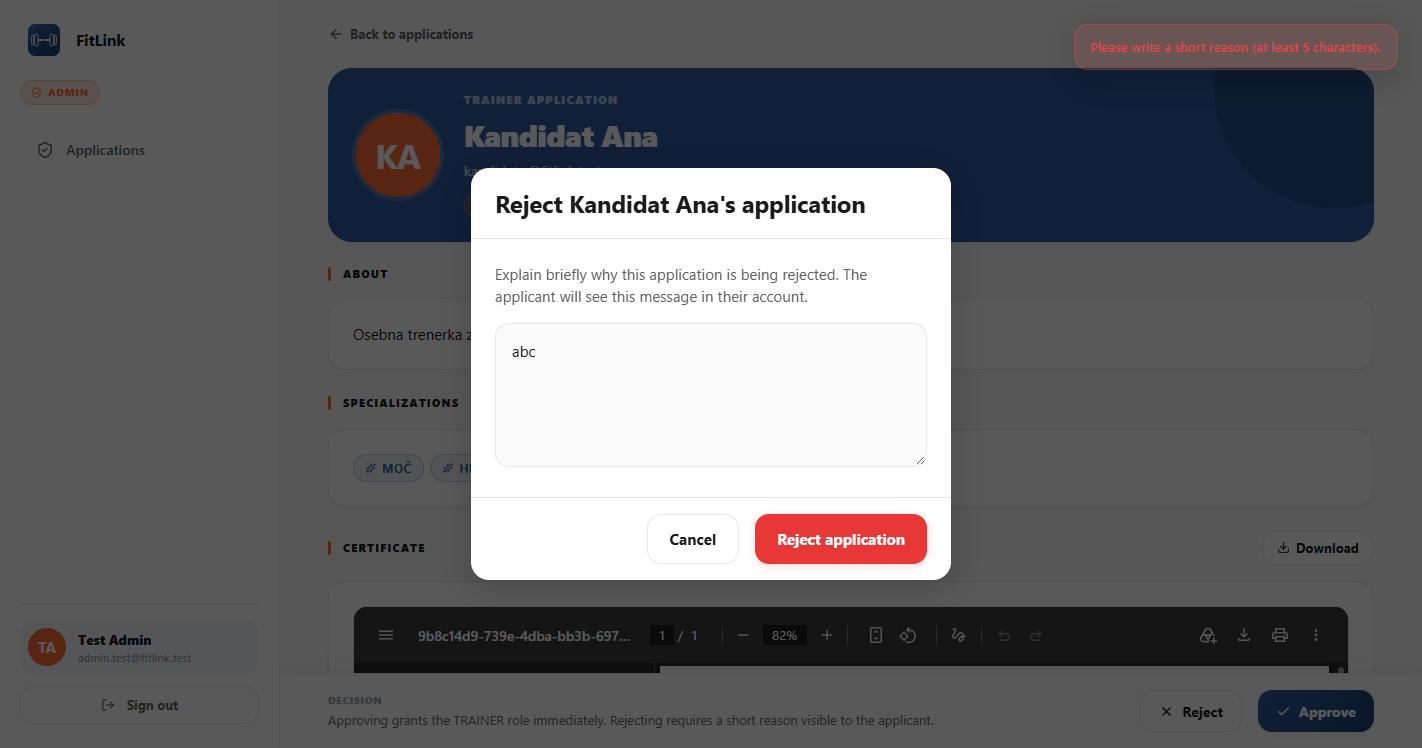 FitLink
ADMIN
Applications
Back to applications
Please write a short reason (at least 5 characters).
TRAINER APPLICATION
KA
Kandidat Ana
Reject Kandidat Ana's application
Explain briefly why this application is being rejected. The
applicant will see this message in their account.
abc
Cancel
Reject application
ABOUT
Osebna trenerka
SPECIALIZATIONS
MOČ
CERTIFICATE
Download
9b8c14d9-739e-4dba-bb3b-697...
1 / 1
82%
TA
Test Admin
admin.test@fitlink.test
Sign out
DECISION
Approving grants the TRAINER role immediately. Rejecting requires a short reason visible to the applicant.
Reject
Approve